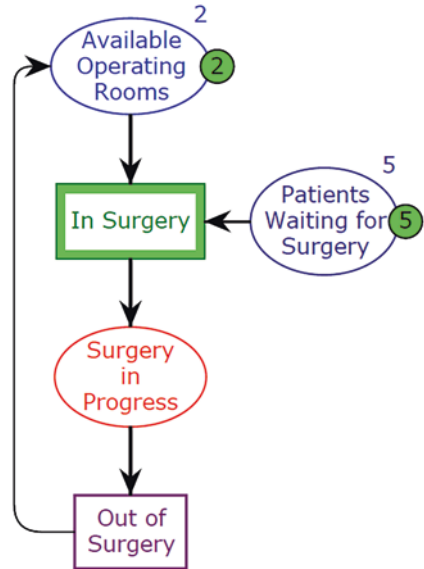 2
Available
Operating
Rooms
2
In Surgery
5
Patients
Waiting for
Surgery
5
Surgery
in
Progress
Out of
Surgery